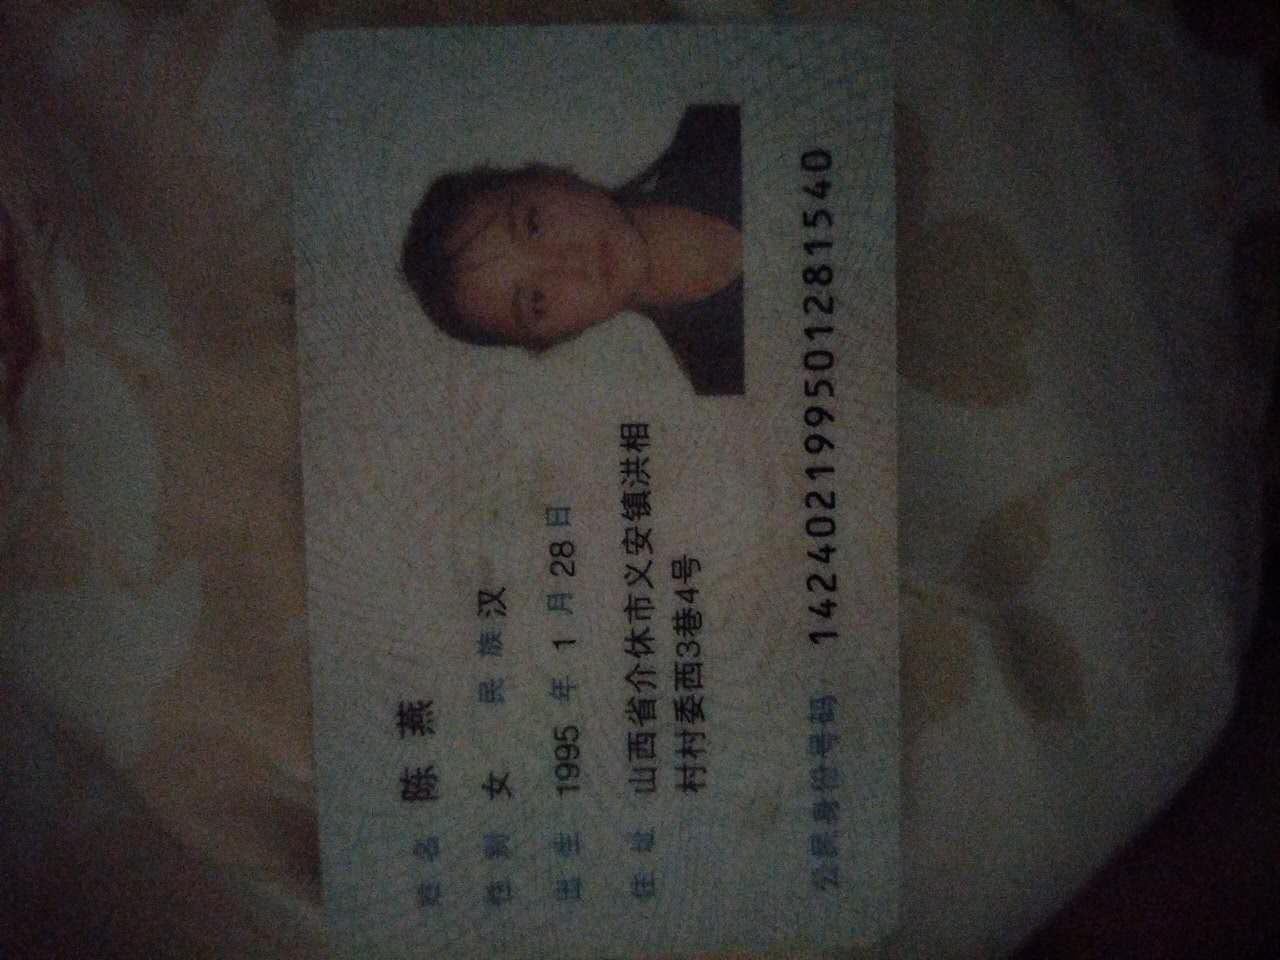 姓名 陈燕
性别 女 民族 汉
出生 1995 年 1 月 28 日
住址 山西省介休市义安镇洪相
村村委西3巷4号
公民身份号码 142402199501281540